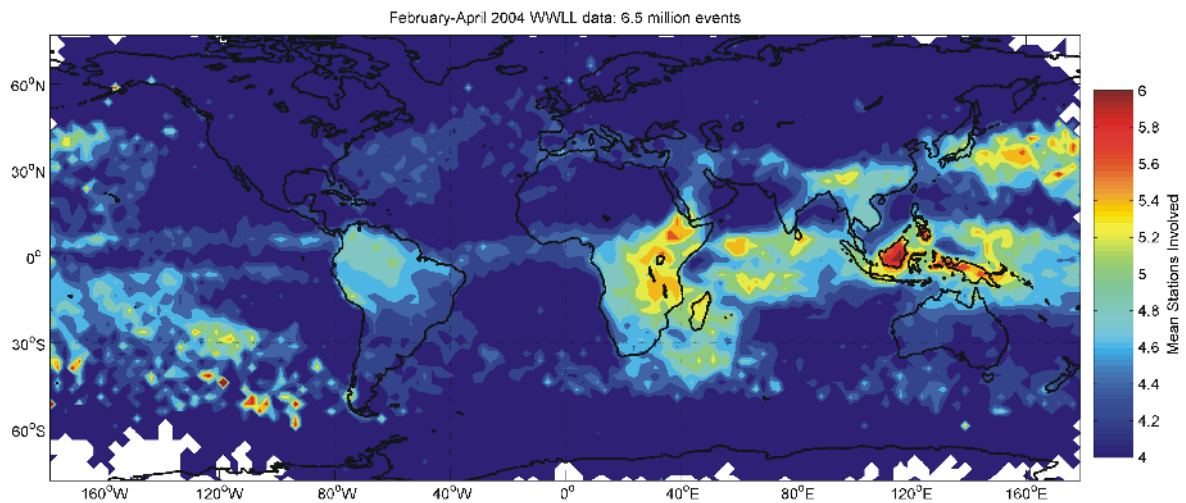 February-April 2004 WWLL data: 6.5 million events
60°N
30°N
0°
30°S
60°S
160°W 120°W 80°W 40°W 0° 40°E 80°E 120°E 160°E
6
5.8
5.6
5.4
5.2
5
4.8
4.6
4.4
4.2
4
Mean Stations Involved